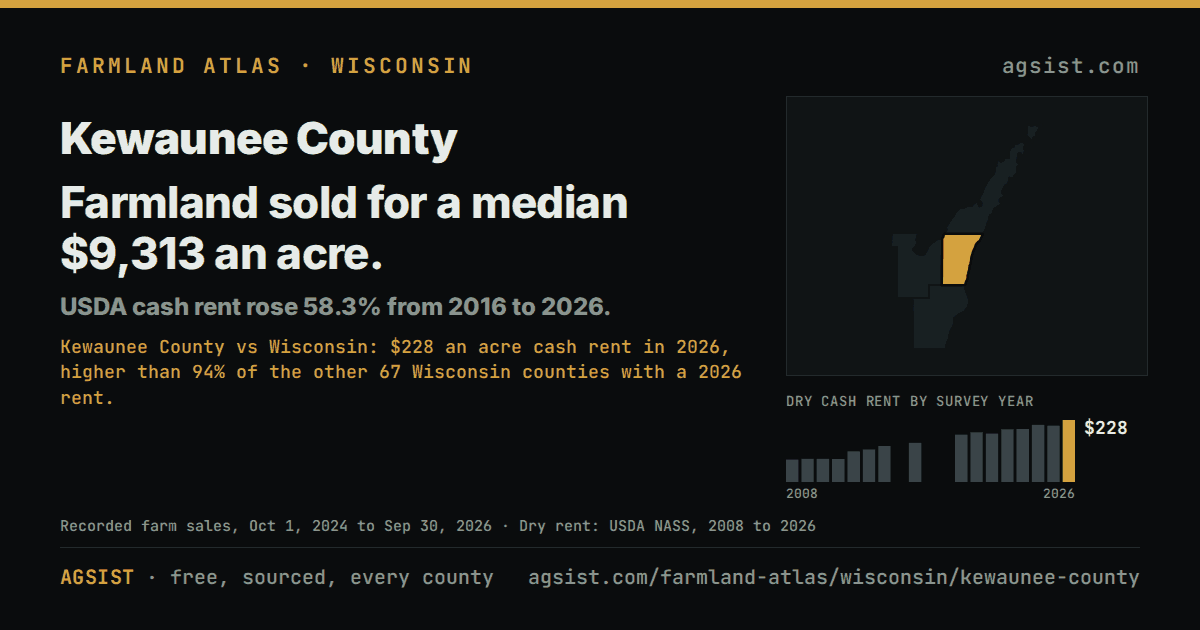 FARMLAND ATLAS · WISCONSIN
agsist.com
Kewaunee County
Farmland sold for a median
$9,313 an acre.
USDA cash rent rose 58.3% from 2016 to 2026.
Kewaunee County vs Wisconsin: $228 an acre cash rent in 2026,
higher than 94% of the other 67 Wisconsin counties with a 2026
rent.
DRY CASH RENT BY SURVEY YEAR
$228
2008
2026
Recorded farm sales, Oct 1, 2024 to Sep 30, 2026 · Dry rent: USDA NASS, 2008 to 2026
AGSIST · free, sourced, every county
agsist.com/farmland-atlas/wisconsin/kewaunee-county